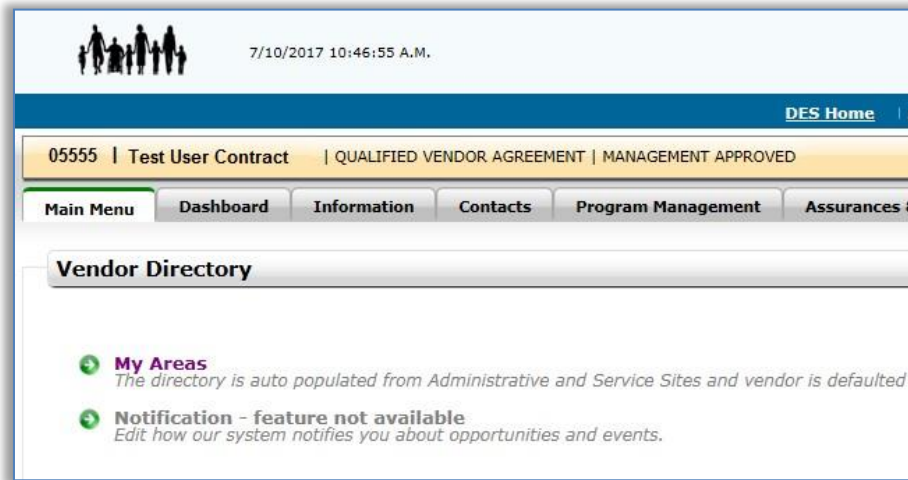 7/10/2017 10:46:55 A.M.
DES Home |
05555 | Test User Contract | QUALIFIED VENDOR AGREEMENT | MANAGEMENT APPROVED
Main Menu Dashboard Information Contacts Program Management Assurances
Vendor Directory
My Areas
The directory is auto populated from Administrative and Service Sites and vendor is defaulted
Notification - feature not available
Edit how our system notifies you about opportunities and events.